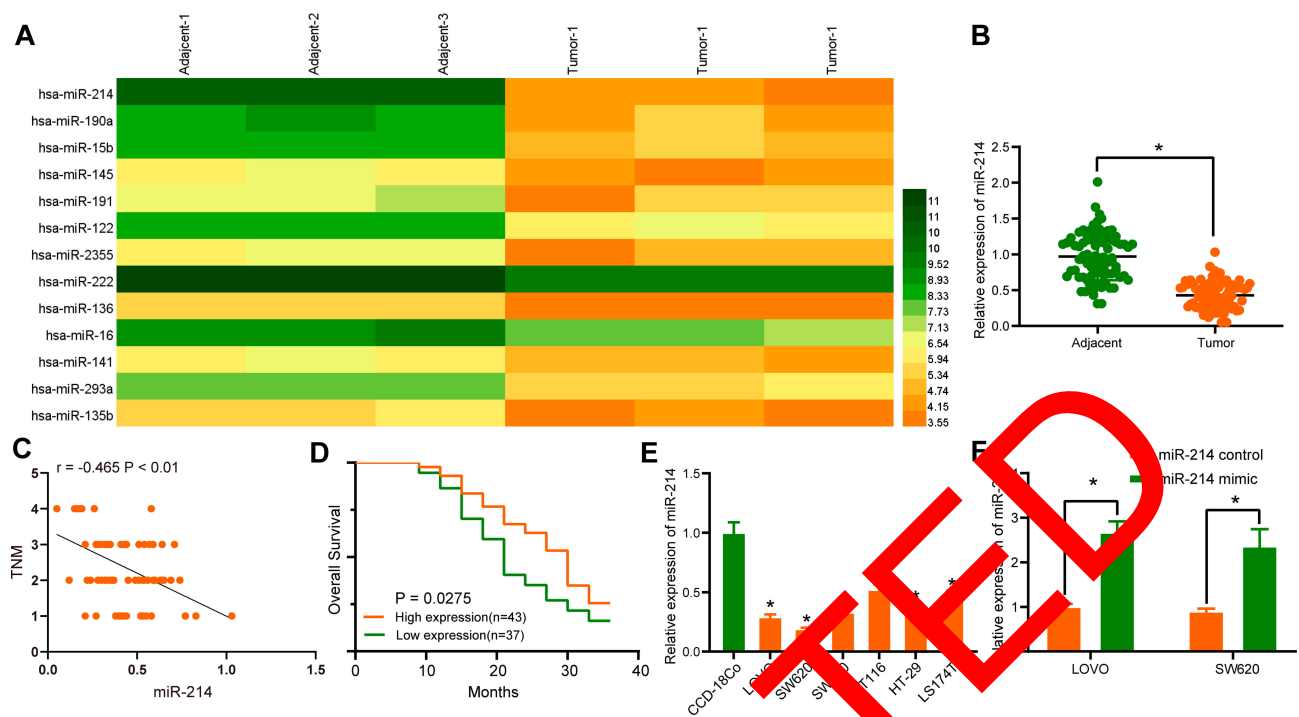 A
Adajcent-1
Adajcent-2
Adajcent-3
Tumor-1
Tumor-1
Tumor-1
hsa-miR-214
hsa-miR-190a
hsa-miR-15b
hsa-miR-145
hsa-miR-191
hsa-miR-122
hsa-miR-2355
hsa-miR-222
hsa-miR-136
hsa-miR-16
hsa-miR-141
hsa-miR-293a
hsa-miR-135b
11
11
10
10
9.52
8.93
8.33
7.73
7.13
6.54
5.94
5.34
4.74
4.15
3.55
B
Relative expression of miR-214
2.5
2.0
1.5
1.0
0.5
0.0
*
Adjacent
Tumor
C
r = -0.465 P < 0.01
TNM
5
4
3
2
1
0
0.0
0.5
1.0
1.5
miR-214
D
Overall Survival
P = 0.0275
High expression(n=43)
Low expression(n=37)
0
10
20
30
40
Months
E
Relative expression of miR-214
1.5
1.0
0.5
0.0
*
*
CCD-18Co
SW620
HT-29
LS174T
miR-214 control
miR-214 mimic
expression of
3
2
1
*
*
LOVO
SW620
TED